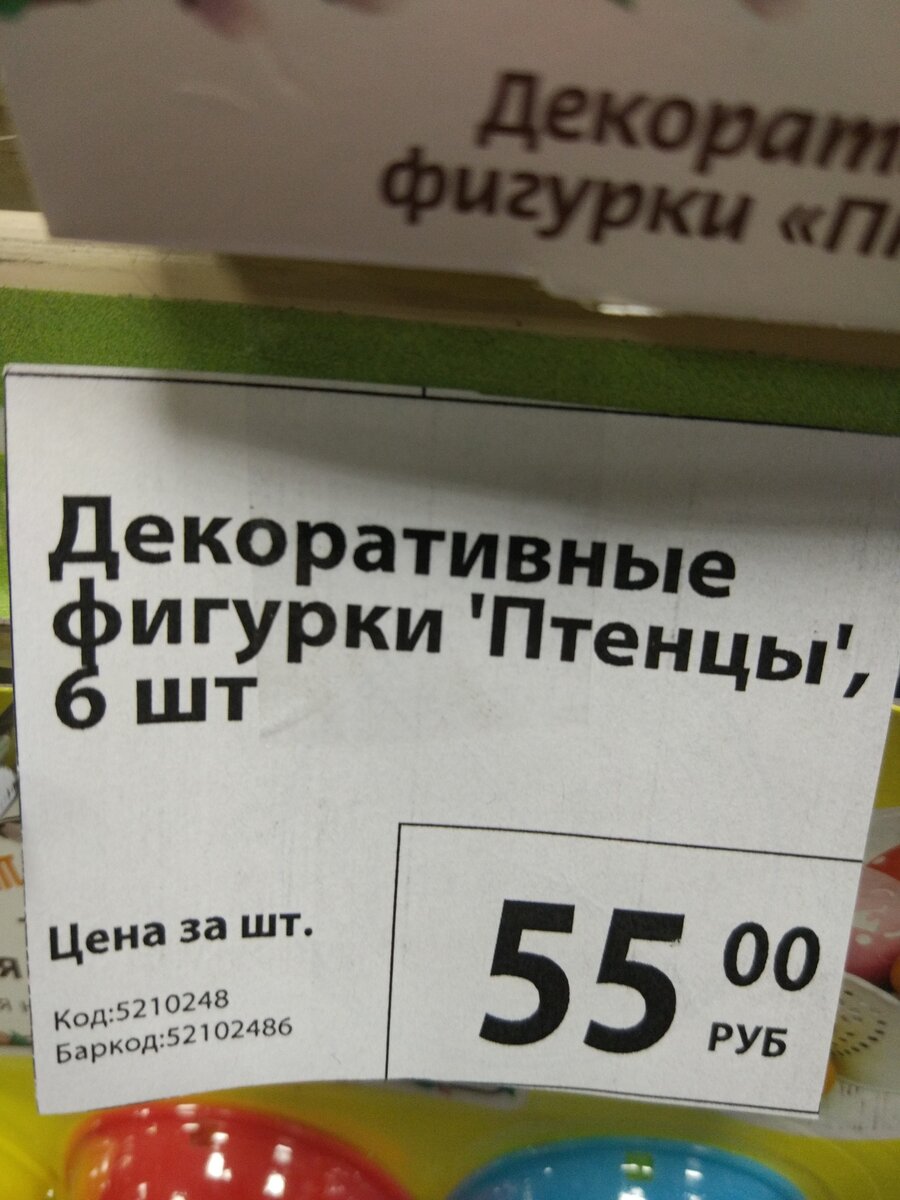 Декорат
фигурки «П
Декоративные
фигурки 'Птенцы',
6 шт
Цена за шт.
55 00
РУБ
Код:5210248
Баркод:52102486